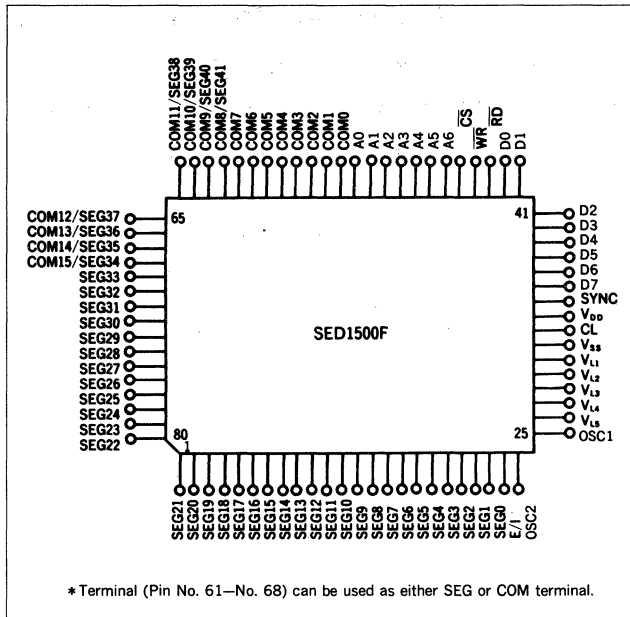 COM11/SEG38
COM10/SEG39
COM9/SEG40
COM8/SEG41
COM7
COM6
COM5
COM4
COM3
COM2
COM1
COM0
A0
A1
A2
A3
A4
A5
A6
CS
WR
RD
D0
D1
COM12/SEG37
COM13/SEG36
COM14/SEG35
COM15/SEG34
SEG33
SEG32
SEG31
SEG30
SEG29
SEG28
SEG27
SEG26
SEG25
SEG24
SEG23
SEG22
65
41
SED1500F
80
1
25
D2
D3
D4
D5
D6
D7
SYNC
VDD
CL
VSS
VL1
VL2
VL3
VL4
VL5
OSC1
SEG21
SEG20
SEG19
SEG18
SEG17
SEG16
SEG15
SEG14
SEG13
SEG12
SEG11
SEG10
SEG9
SEG8
SEG7
SEG6
SEG5
SEG4
SEG3
SEG2
SEG1
SEG0
E/I
OSC2
* Terminal (Pin No. 61—No. 68) can be used as either SEG or COM terminal.